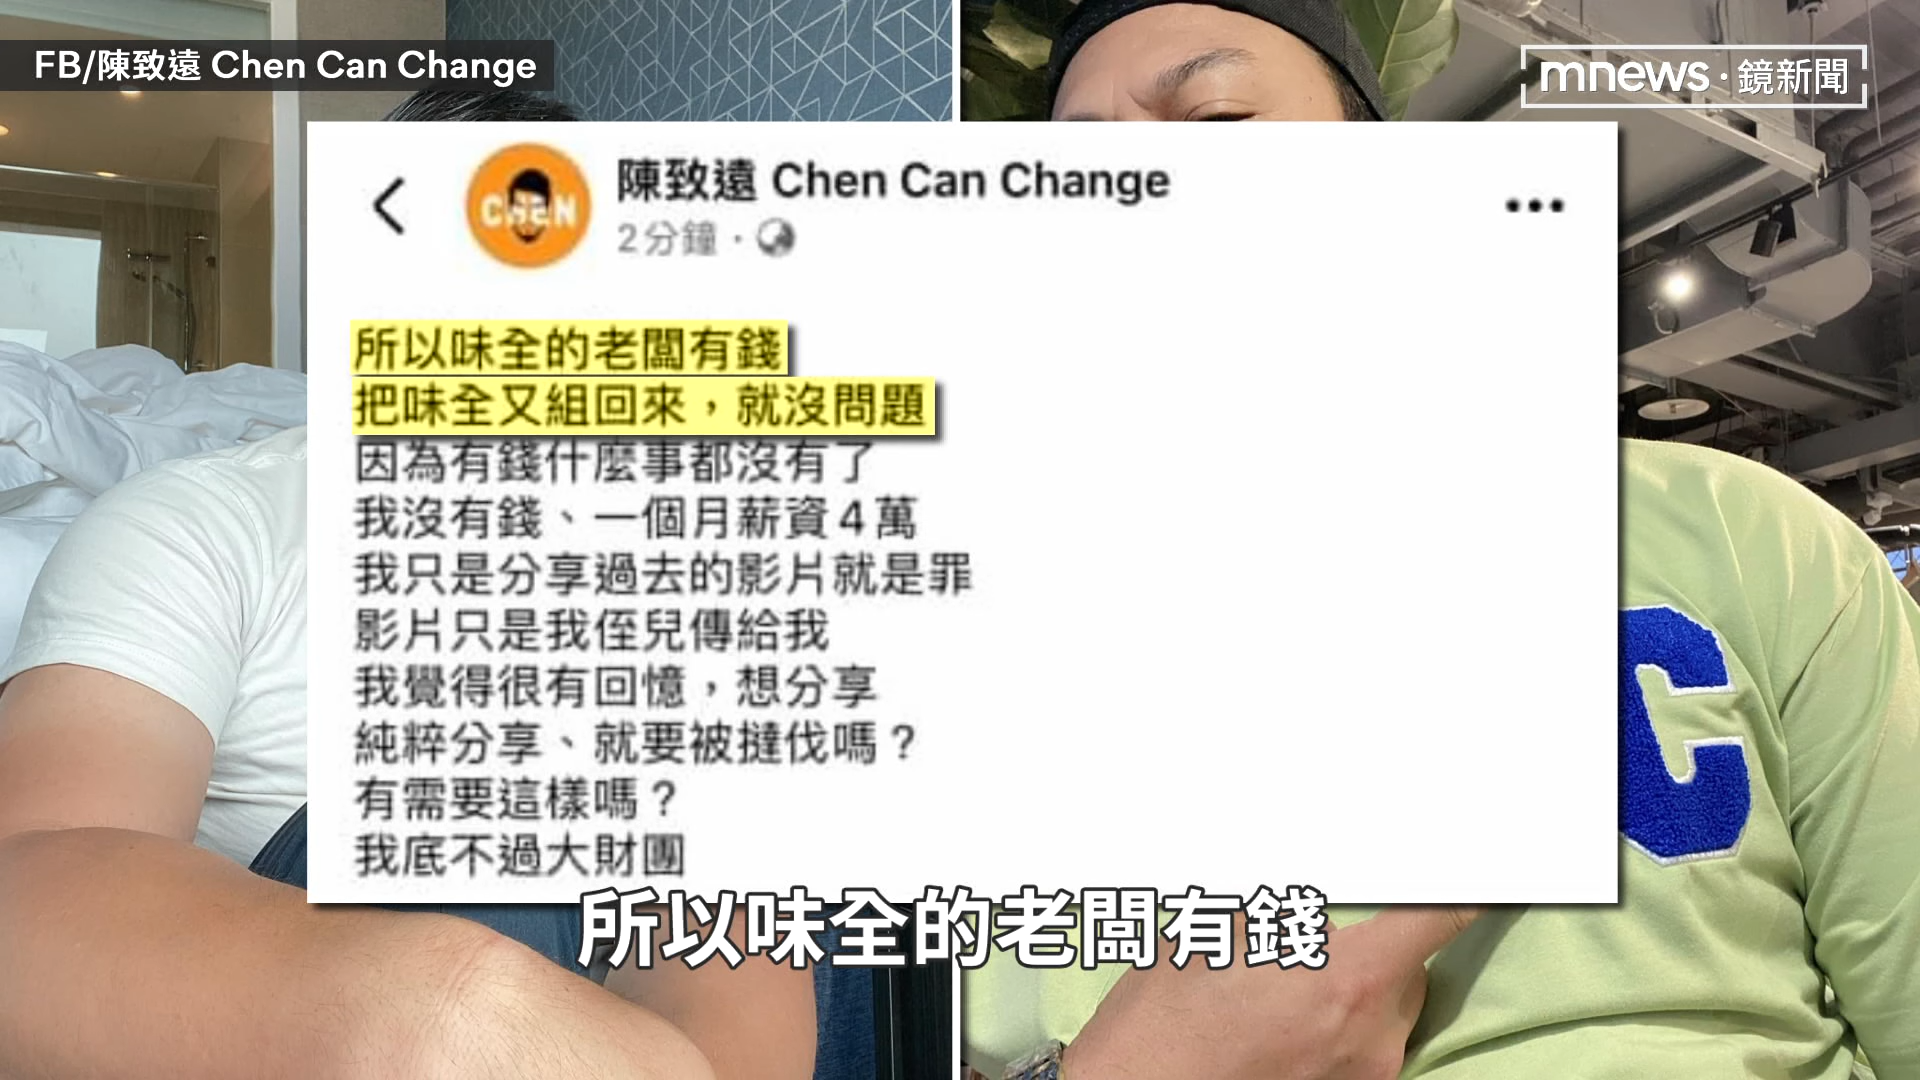 FB/陳致遠 Chen Can Change
mnews·鏡新聞
陳致遠 Chen Can Change
CHEN
2分鐘·
所以味全的老闆有錢
把味全又組回來，就沒問題
因為有錢什麼事都沒有了
我沒有錢、一個月薪資4萬
我只是分享過去的影片就是罪
影片只是我侄兒傳給我
我覺得很有回憶，想分享
純粹分享、就要被撻伐嗎？
有需要這樣嗎？
我底不過大財團
所以味全的老闆有錢
C